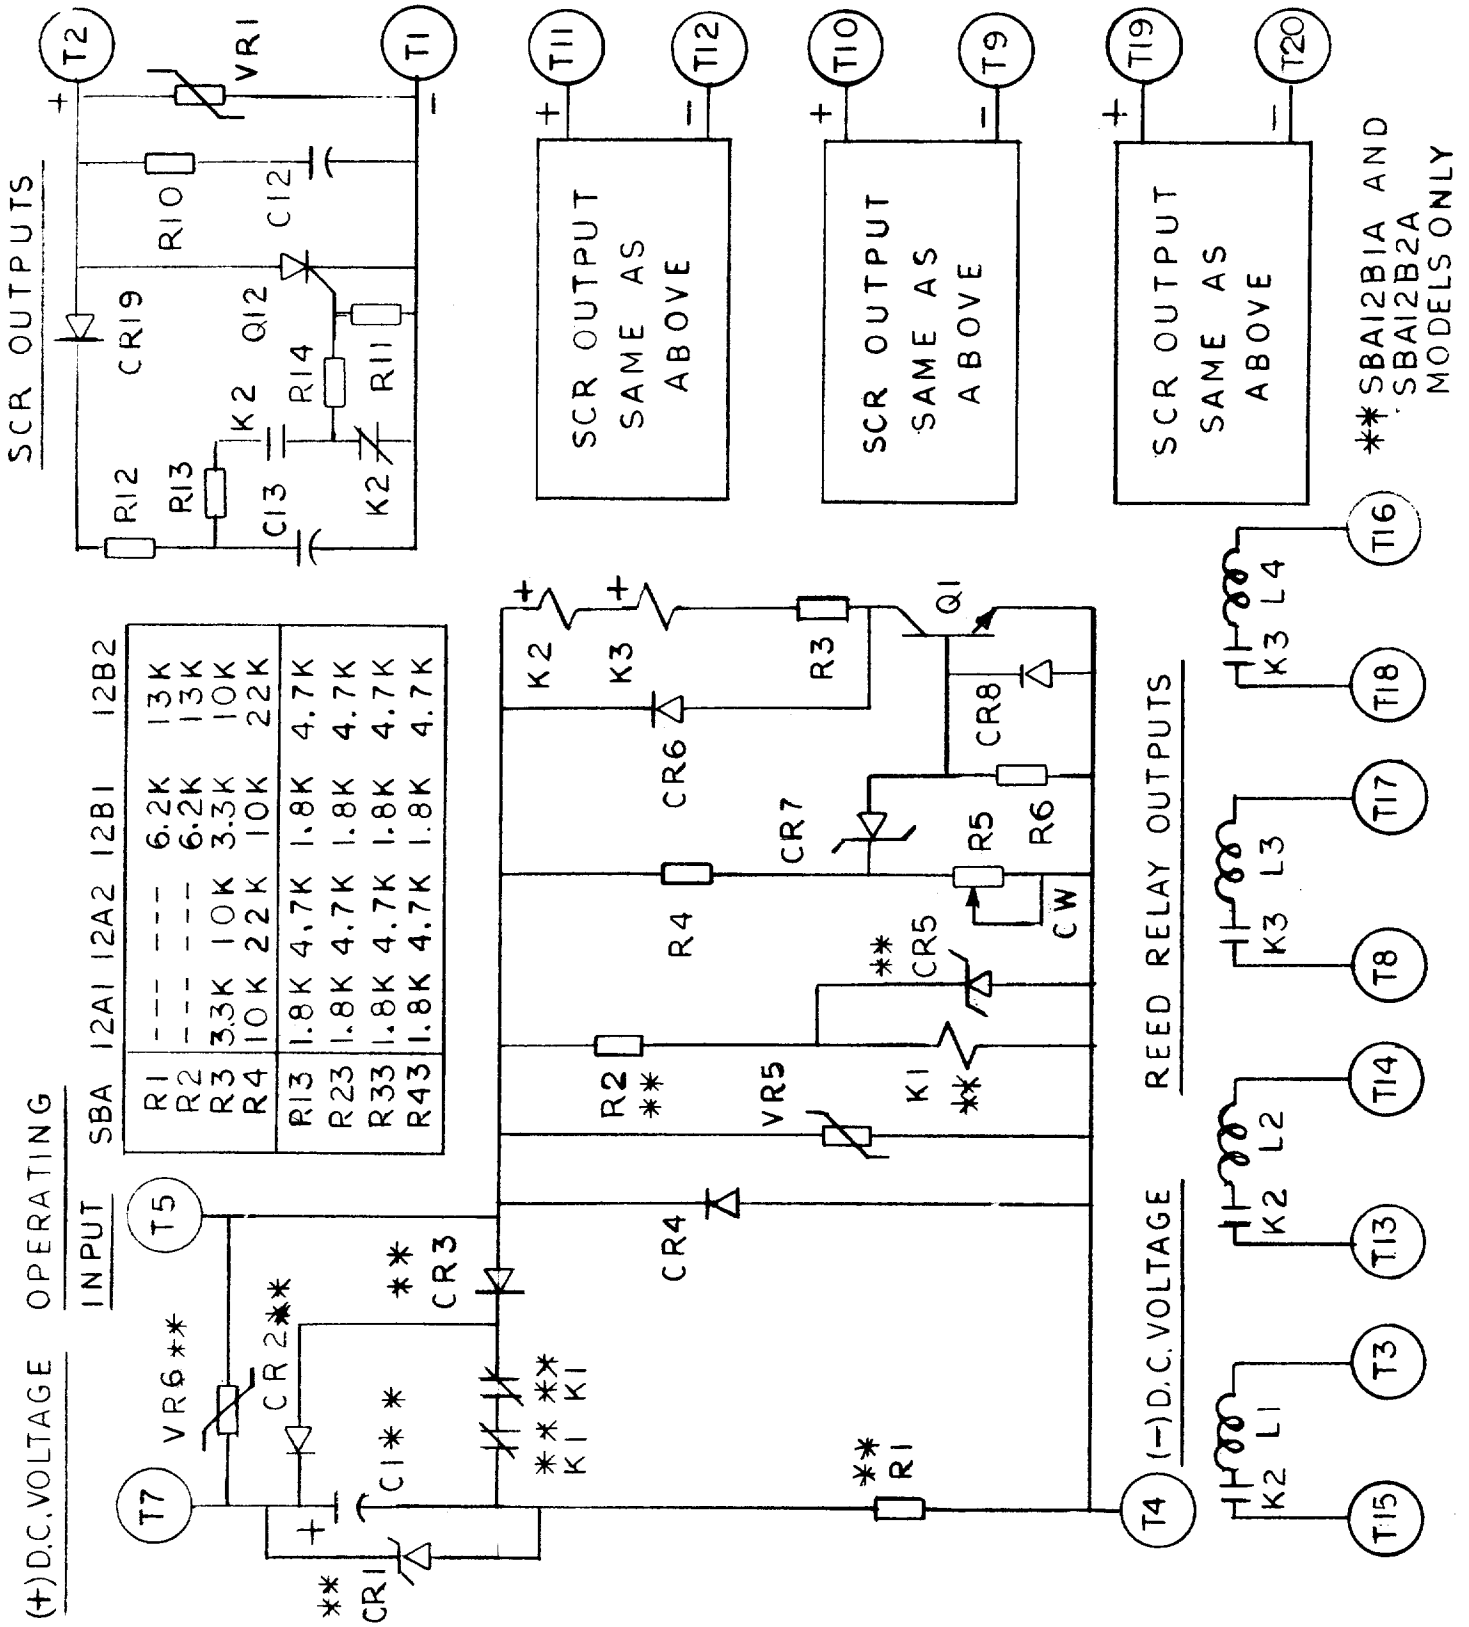 (+)D.C.VOLTAGE OPERATING
INPUT
SBA 12A1 12A2 12B1 12B2
R1 --- --- 6.2K 13K
R2 --- --- 6.2K 13K
R3 3.3K 10K 3.3K 10K
R4 10K 22K 10K 22K
R13 1.8K 4.7K 1.8K 4.7K
R23 1.8K 4.7K 1.8K 4.7K
R33 1.8K 4.7K 1.8K 4.7K
R43 1.8K 4.7K 1.8K 4.7K
SCR OUTPUTS
T7
T5
VR6**
CR2**
+
C1**
**
CR1
**
CR3
**
K1
**
K1
**
R1
CR4
VR5
R2
**
K1
**
**
CR5
R4
CW
R5
CR7
R6
CR6
CR8
K2
+
K3
+
R3
Q1
T4
(-)D.C.VOLTAGE
R12
R13
C13
K2
K2
R14
R11
CR19
Q12
R10
C12
+
VR1
-
T2
T1
SCR OUTPUT
SAME AS
ABOVE
+
-
T11
T12
SCR OUTPUT
SAME AS
ABOVE
+
-
T10
T9
SCR OUTPUT
SAME AS
ABOVE
+
-
T19
T20
REED RELAY OUTPUTS
K2 L1
T15
T3
K2 L2
T13
T14
K3 L3
T8
T17
K3 L4
T18
T16
**SBA12B1A AND
SBA12B2A
MODELS ONLY